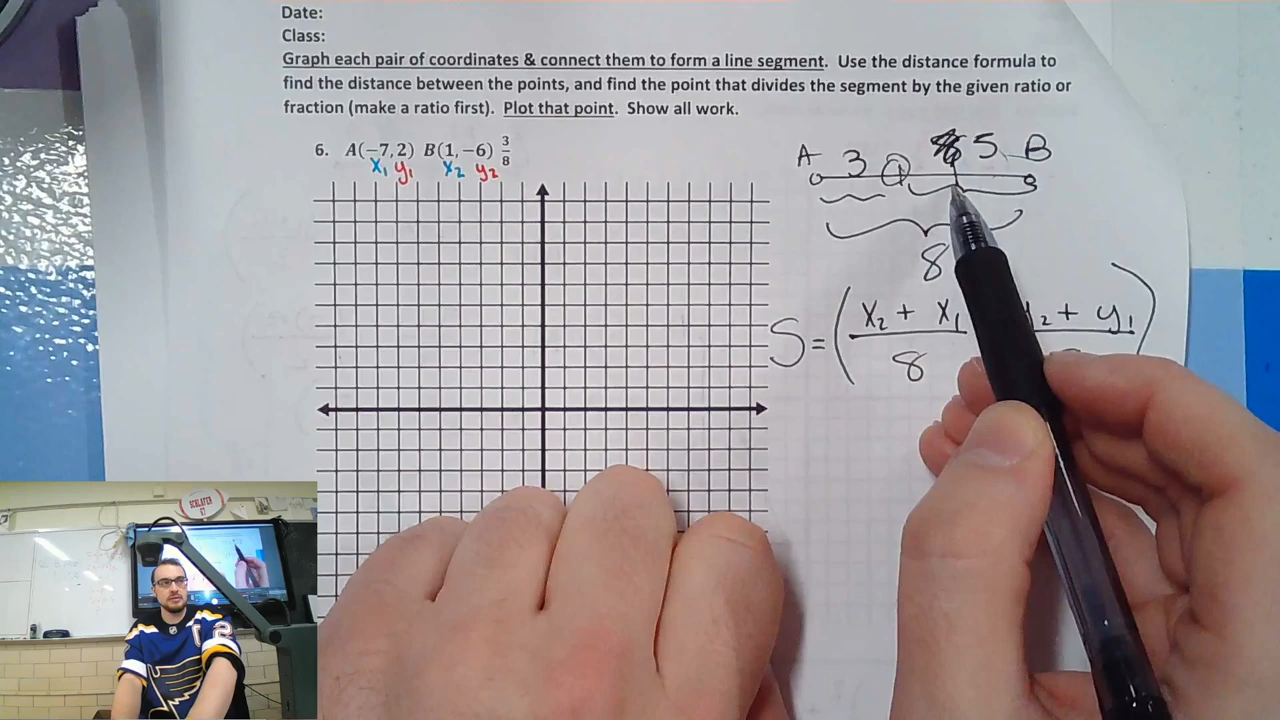 Date:
Class:
Graph each pair of coordinates & connect them to form a line segment. Use the distance formula to
find the distance between the points, and find the point that divides the segment by the given ratio or
fraction (make a ratio first). Plot that point. Show all work.
6. A(−7, 2) B(1, −6) 3/8
x₁ y₁ x₂ y₂
A 3 5 B
8
S = (x₂ + x₁ / 8 2 + y₁)
SCHLAFER